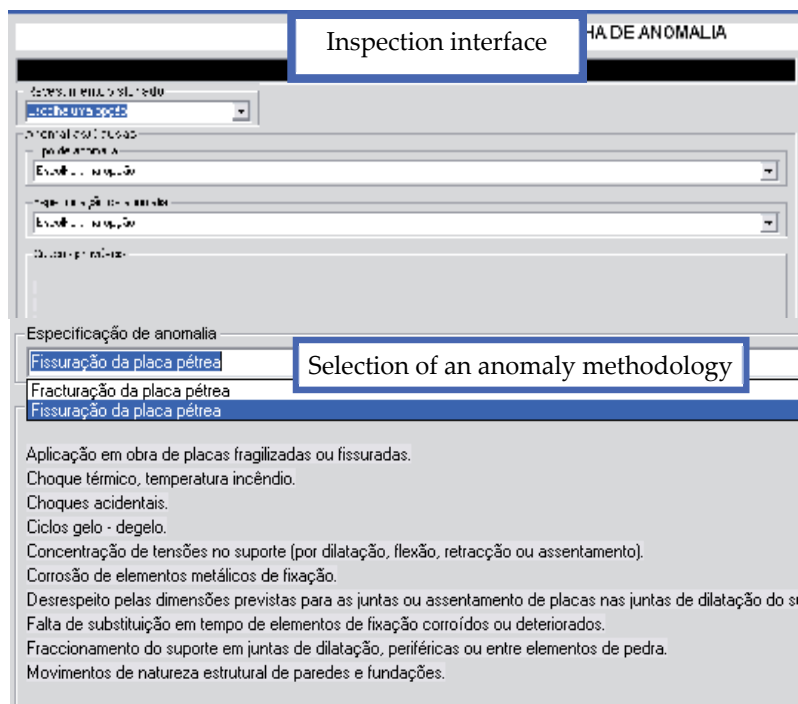 Inspection interface
HA DE ANOMALIA
Escolha uma opção
Especificação de anomalia
Fissuração da placa pétrea
Selection of an anomaly methodology
Fracturação da placa pétrea
Fissuração da placa pétrea
Aplicação em obra de placas fragilizadas ou fissuradas.
Choque térmico, temperatura incêndio.
Choques acidentais.
Ciclos gelo - degelo.
Concentração de tensões no suporte (por dilatação, flexão, retracção ou assentamento).
Corrosão de elementos metálicos de fixação.
Desrespeito pelas dimensões previstas para as juntas ou assentamento de placas nas juntas de dilatação do s
Falta de substituição em tempo de elementos de fixação corroídos ou deteriorados.
Fraccionamento do suporte em juntas de dilatação, periféricas ou entre elementos de pedra.
Movimentos de natureza estrutural de paredes e fundações.